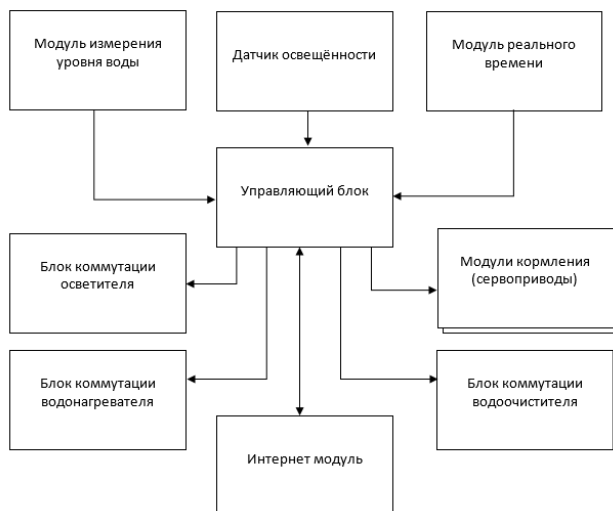 Модуль измерения
уровня воды
Датчик освещённости
Модуль реального
времени
Управляющий блок
Блок коммутации
осветителя
Модули кормления
(сервоприводы)
Блок коммутации
водонагревателя
Блок коммутации
водоочистителя
Интернет модуль